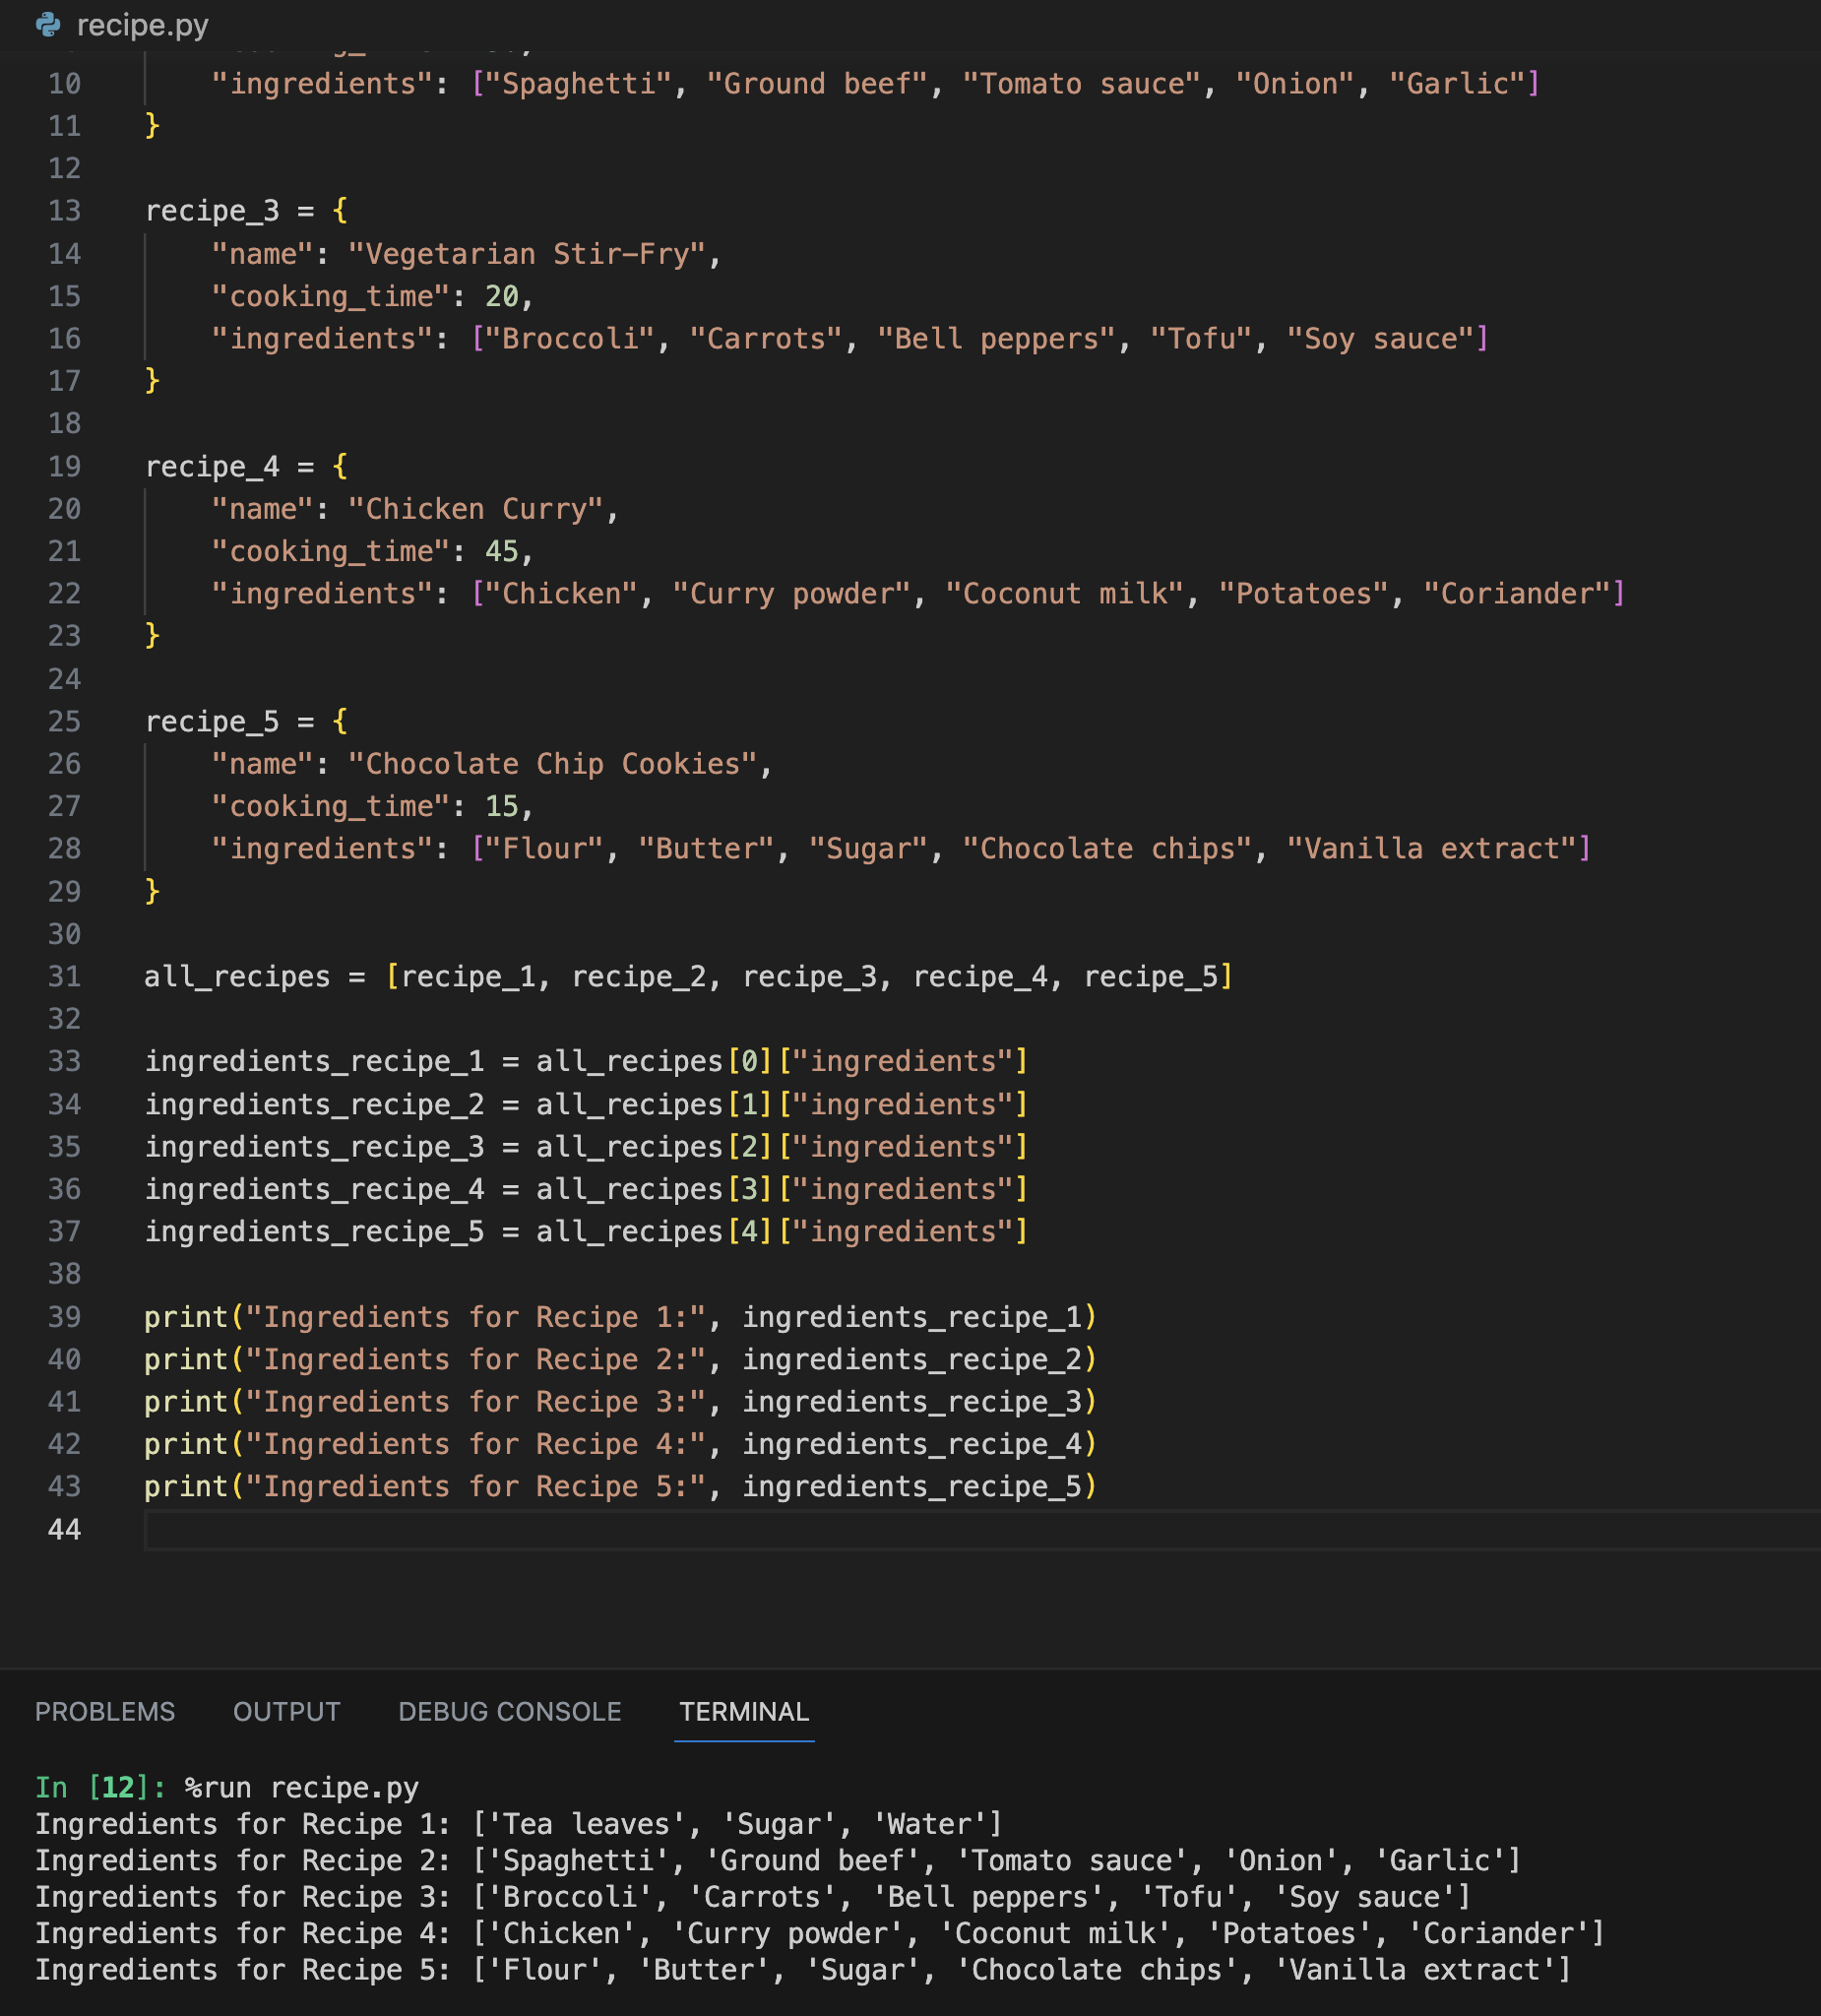 recipe.py
10 "ingredients": ["Spaghetti", "Ground beef", "Tomato sauce", "Onion", "Garlic"]
11 }
12
13 recipe_3 = {
14 "name": "Vegetarian Stir-Fry",
15 "cooking_time": 20,
16 "ingredients": ["Broccoli", "Carrots", "Bell peppers", "Tofu", "Soy sauce"]
17 }
18
19 recipe_4 = {
20 "name": "Chicken Curry",
21 "cooking_time": 45,
22 "ingredients": ["Chicken", "Curry powder", "Coconut milk", "Potatoes", "Coriander"]
23 }
24
25 recipe_5 = {
26 "name": "Chocolate Chip Cookies",
27 "cooking_time": 15,
28 "ingredients": ["Flour", "Butter", "Sugar", "Chocolate chips", "Vanilla extract"]
29 }
30
31 all_recipes = [recipe_1, recipe_2, recipe_3, recipe_4, recipe_5]
32
33 ingredients_recipe_1 = all_recipes[0]["ingredients"]
34 ingredients_recipe_2 = all_recipes[1]["ingredients"]
35 ingredients_recipe_3 = all_recipes[2]["ingredients"]
36 ingredients_recipe_4 = all_recipes[3]["ingredients"]
37 ingredients_recipe_5 = all_recipes[4]["ingredients"]
38
39 print("Ingredients for Recipe 1:", ingredients_recipe_1)
40 print("Ingredients for Recipe 2:", ingredients_recipe_2)
41 print("Ingredients for Recipe 3:", ingredients_recipe_3)
42 print("Ingredients for Recipe 4:", ingredients_recipe_4)
43 print("Ingredients for Recipe 5:", ingredients_recipe_5)
44
PROBLEMS OUTPUT DEBUG CONSOLE TERMINAL
In [12]: %run recipe.py
Ingredients for Recipe 1: ['Tea leaves', 'Sugar', 'Water']
Ingredients for Recipe 2: ['Spaghetti', 'Ground beef', 'Tomato sauce', 'Onion', 'Garlic']
Ingredients for Recipe 3: ['Broccoli', 'Carrots', 'Bell peppers', 'Tofu', 'Soy sauce']
Ingredients for Recipe 4: ['Chicken', 'Curry powder', 'Coconut milk', 'Potatoes', 'Coriander']
Ingredients for Recipe 5: ['Flour', 'Butter', 'Sugar', 'Chocolate chips', 'Vanilla extract']